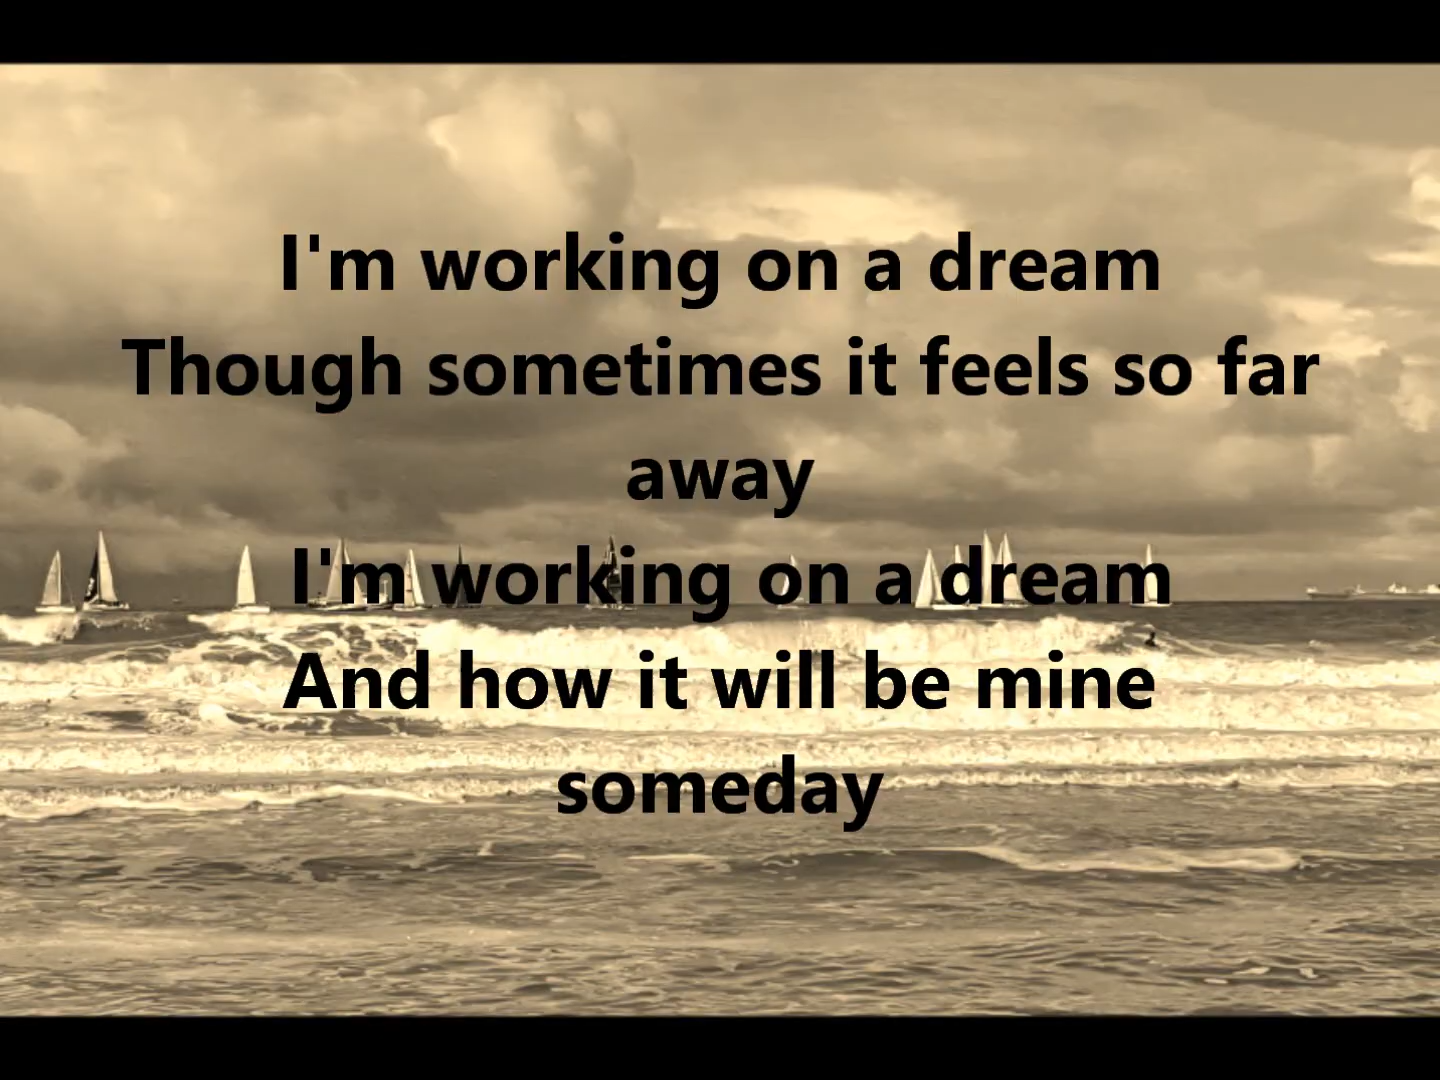 I'm working on a dream
Though sometimes it feels so far
away
I'm working on a dream
And how it will be mine
someday